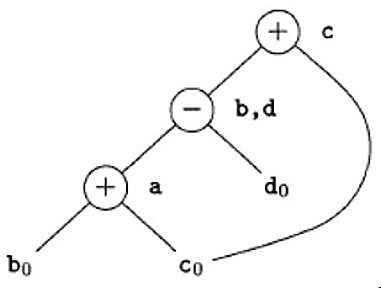 + c
− b,d
+ a d₀
b₀ c₀